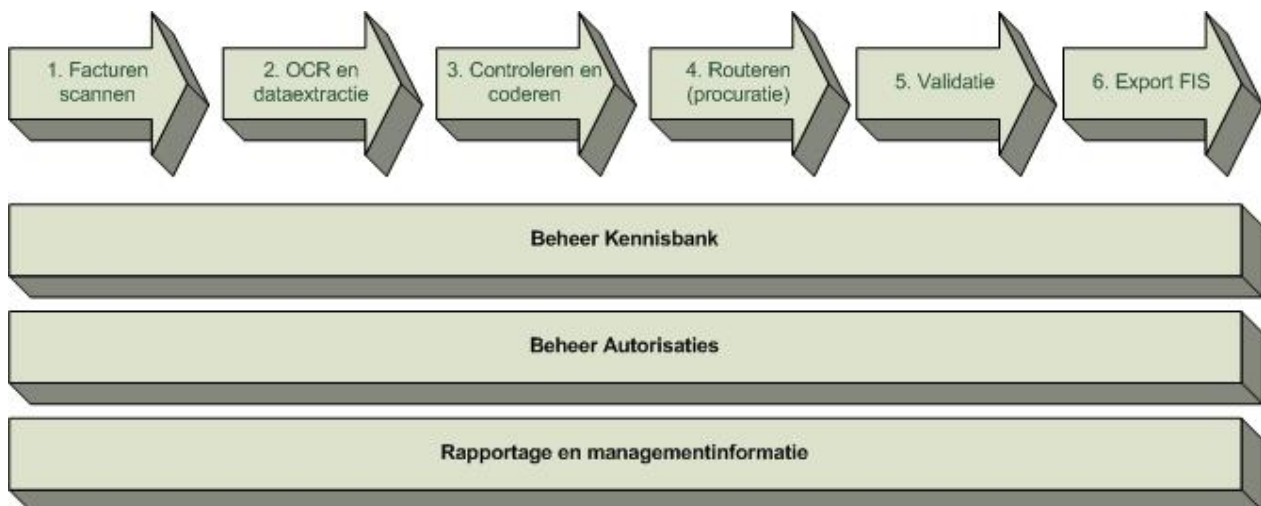 1. Facturen
scannen
2. OCR en
dataextractie
3. Controleren en
coderen
4. Routeren
(procuratie)
5. Validatie
6. Export FIS
Beheer Kennisbank
Beheer Autorisaties
Rapportage en managementinformatie